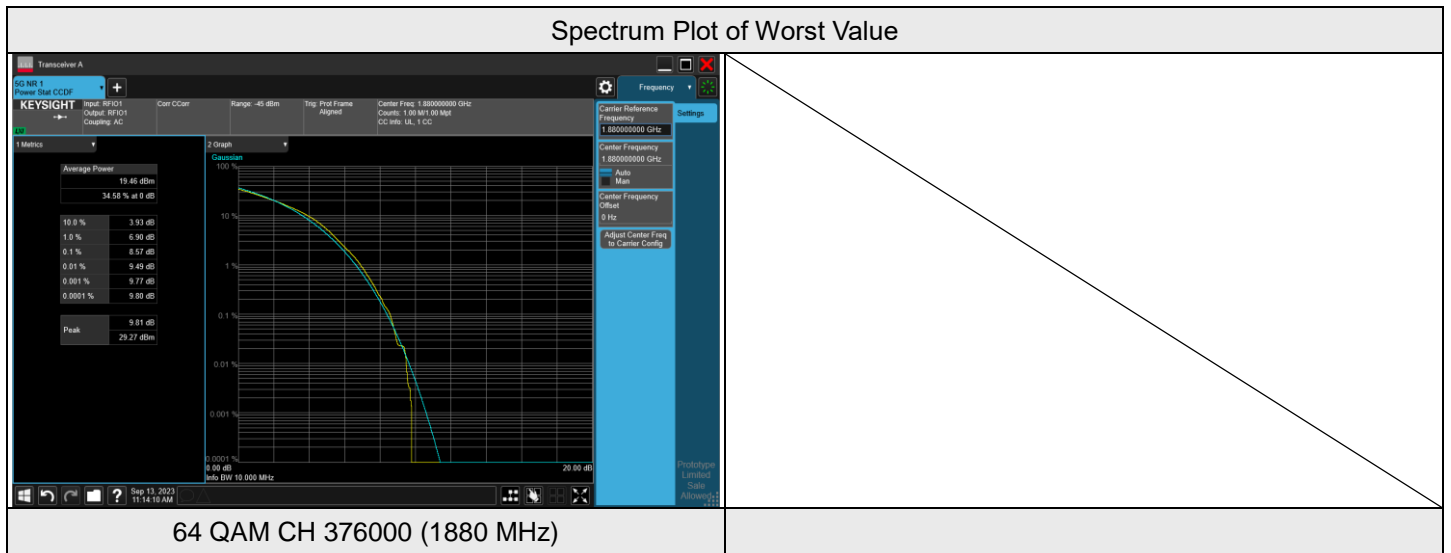 Spectrum Plot of Worst Value
Transceiver A
5G NR 1
Power Stat CCDF
+
Frequency
KEYSIGHT
Input: RFIO1
Output: RFIO1
Coupling: AC
Corr CCorr
Range: -45 dBm
Trig: Prot Frame
Aligned
Center Freq: 1.880000000 GHz
Counts: 1.00 M/1.00 Mpt
CC Info: UL, 1 CC
1 Metrics
Average Power
19.46 dBm
34.58 % at 0 dB
10.0 % 3.93 dB
1.0 % 6.90 dB
0.1 % 8.57 dB
0.01 % 9.49 dB
0.001 % 9.77 dB
0.0001 % 9.80 dB
Peak 9.81 dB
29.27 dBm
2 Graph
Gaussian
100 %
10 %
1 %
0.1 %
0.01 %
0.001 %
0.0001 %
0.00 dB 20.00 dB
Info BW 10.000 MHz
Carrier Reference
Frequency
1.880000000 GHz
Settings
Center Frequency
1.880000000 GHz
Auto
Man
Center Frequency
Offset
0 Hz
Adjust Center Freq
to Carrier Config
Prototype
Limited
Sale
Allowed
?
Sep 13, 2023
11:14:10 AM
64 QAM CH 376000 (1880 MHz)